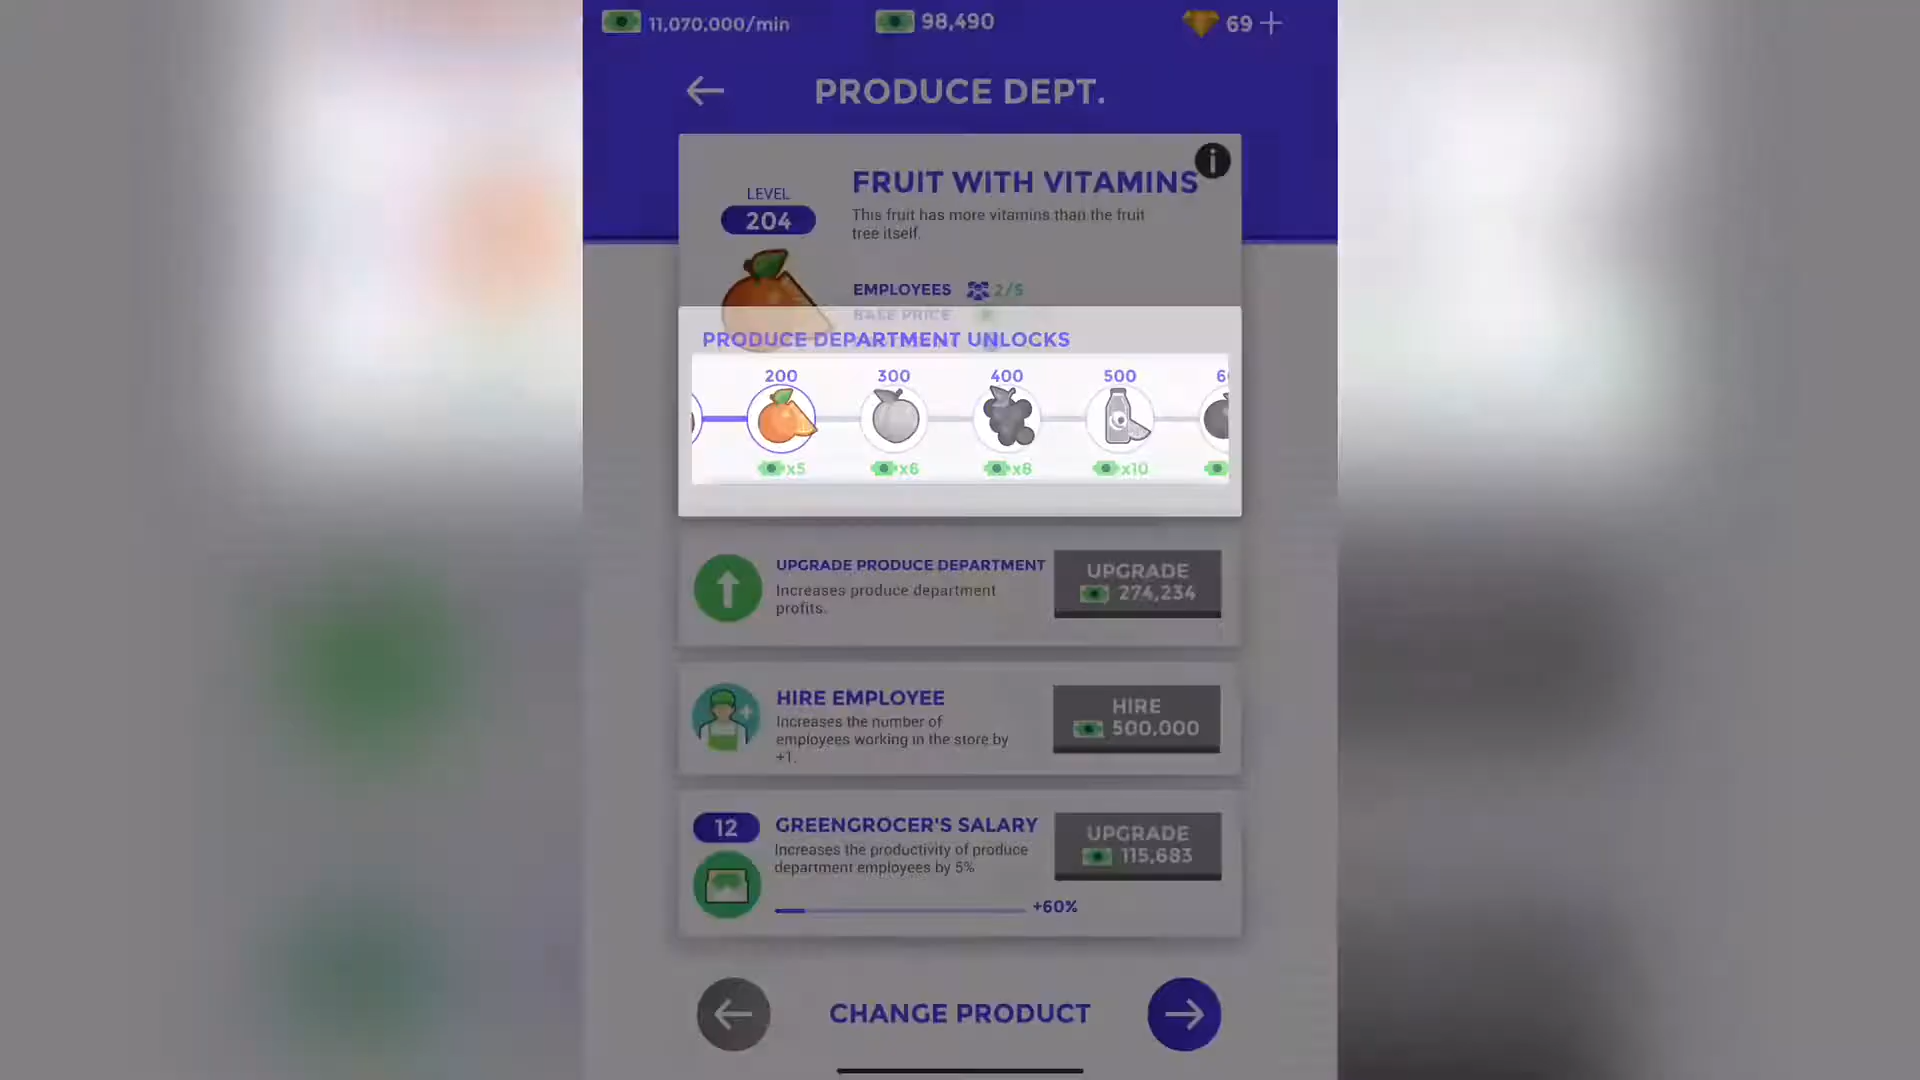 11,070,000/min
98,490
69
PRODUCE DEPT.
LEVEL
204
FRUIT WITH VITAMINS
This fruit has more vitamins than the fruit
tree itself.
EMPLOYEES 2/5
BASE PRICE
PRODUCE DEPARTMENT UNLOCKS
200 300 400 500
x5 x6 x8 x10
UPGRADE PRODUCE DEPARTMENT
Increases produce department
profits.
UPGRADE
274,234
HIRE EMPLOYEE
Increases the number of
employees working in the store by
+1.
HIRE
500,000
12
GREENGROCER'S SALARY
Increases the productivity of produce
department employees by 5%
+60%
UPGRADE
115,683
CHANGE PRODUCT